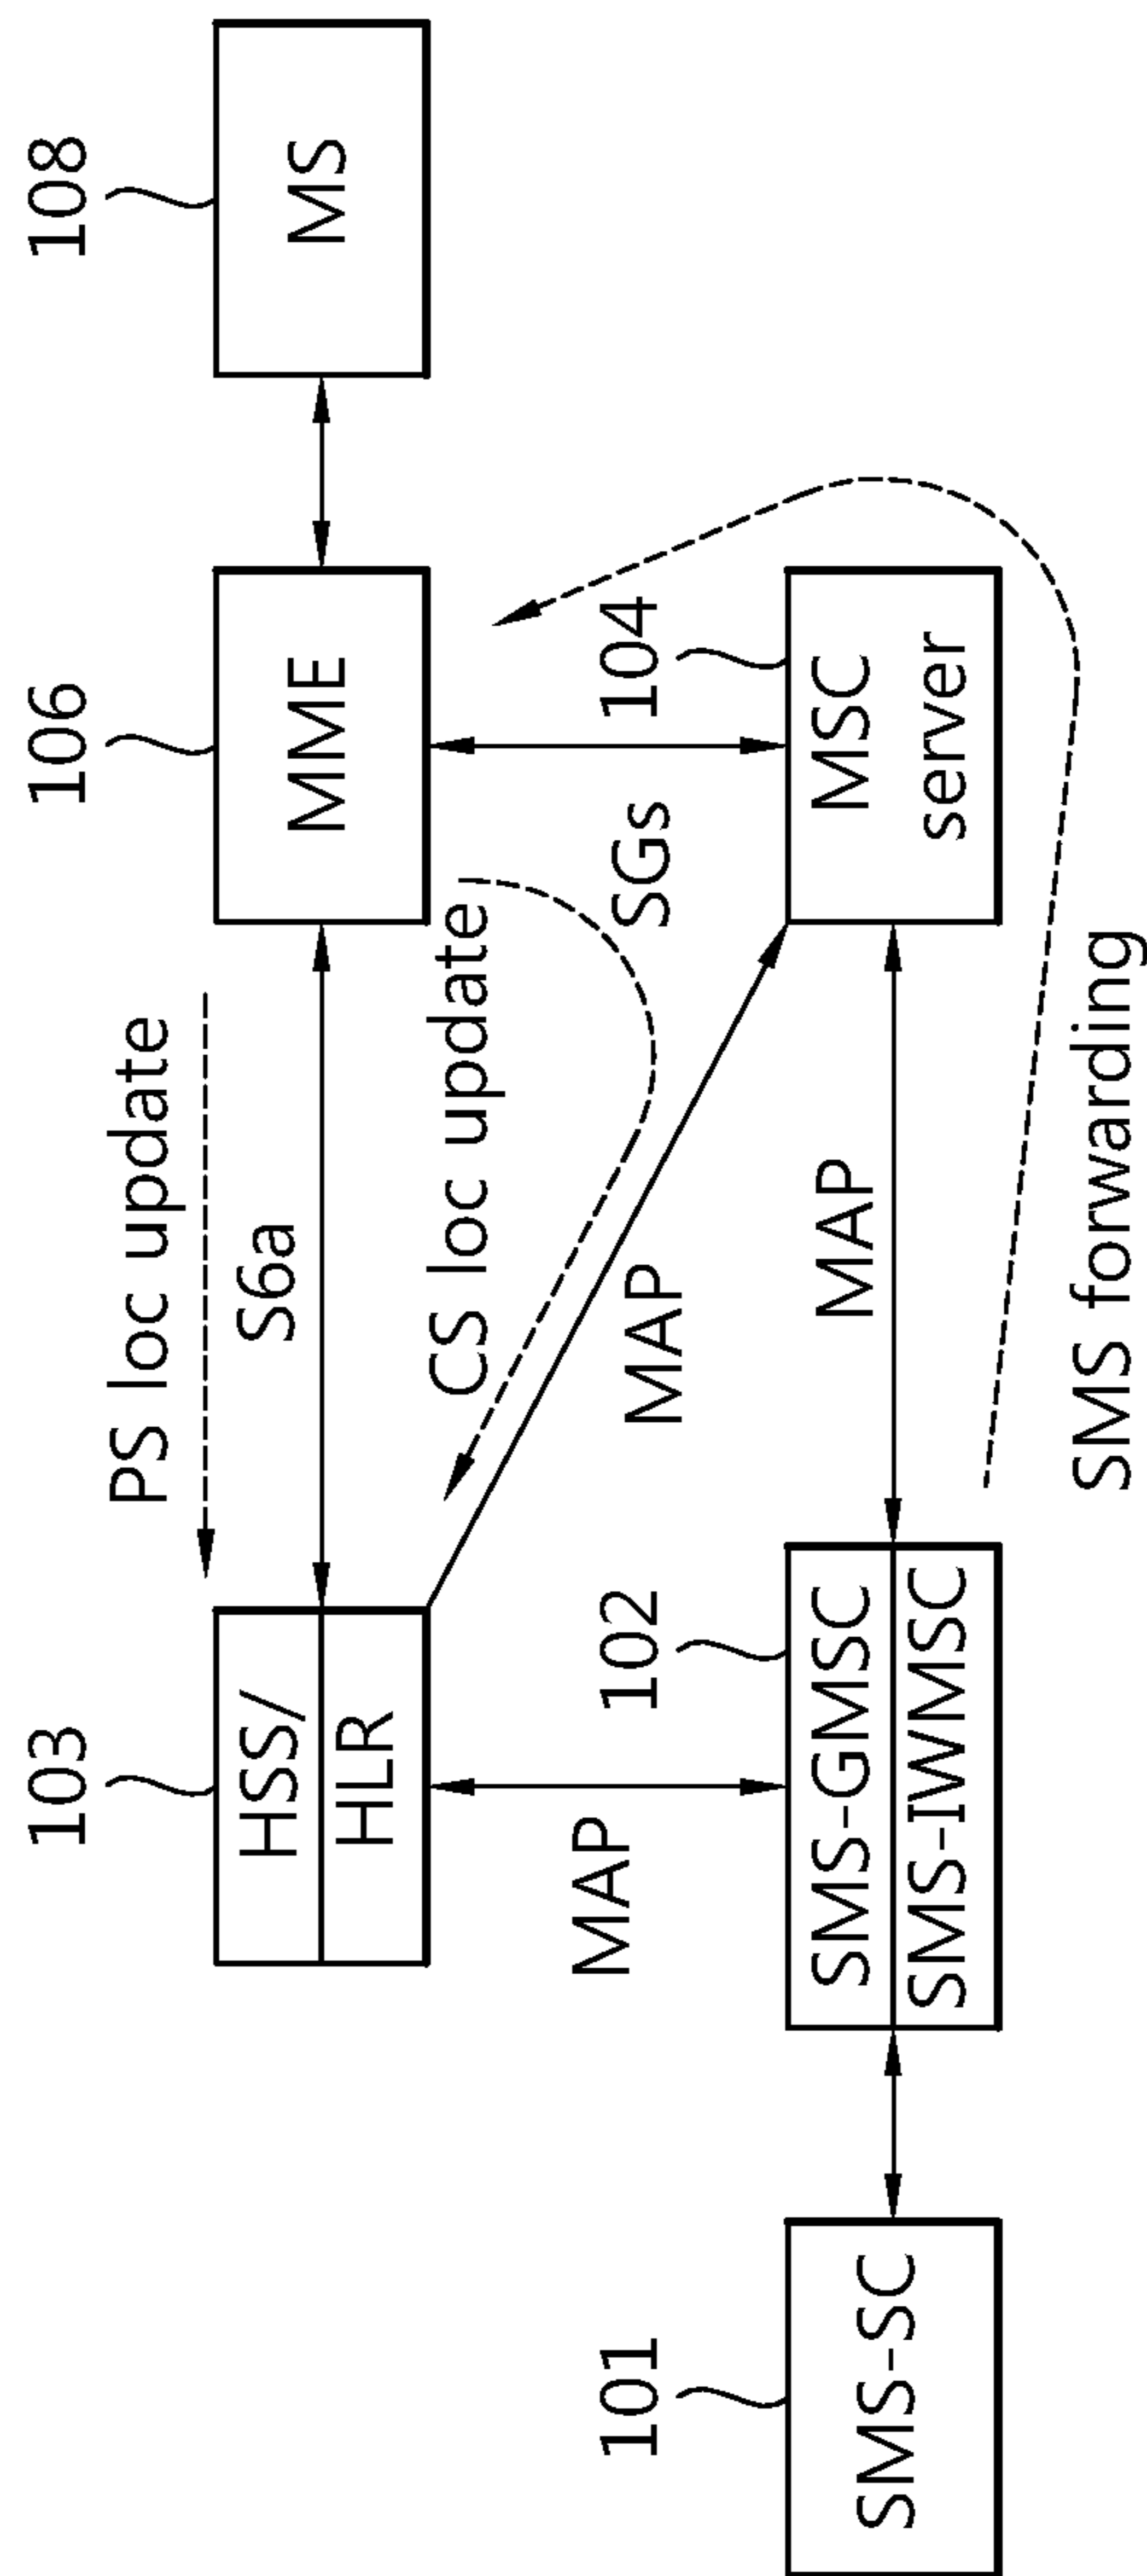 103
106
108
PS loc update
HSS/
HLR
S6a
MME
MS
CS loc update
MAP
102
MAP
SGs
104
101
SMS-SC
SMS-GMSC
SMS-IWMSC
MAP
MSC
server
SMS forwarding